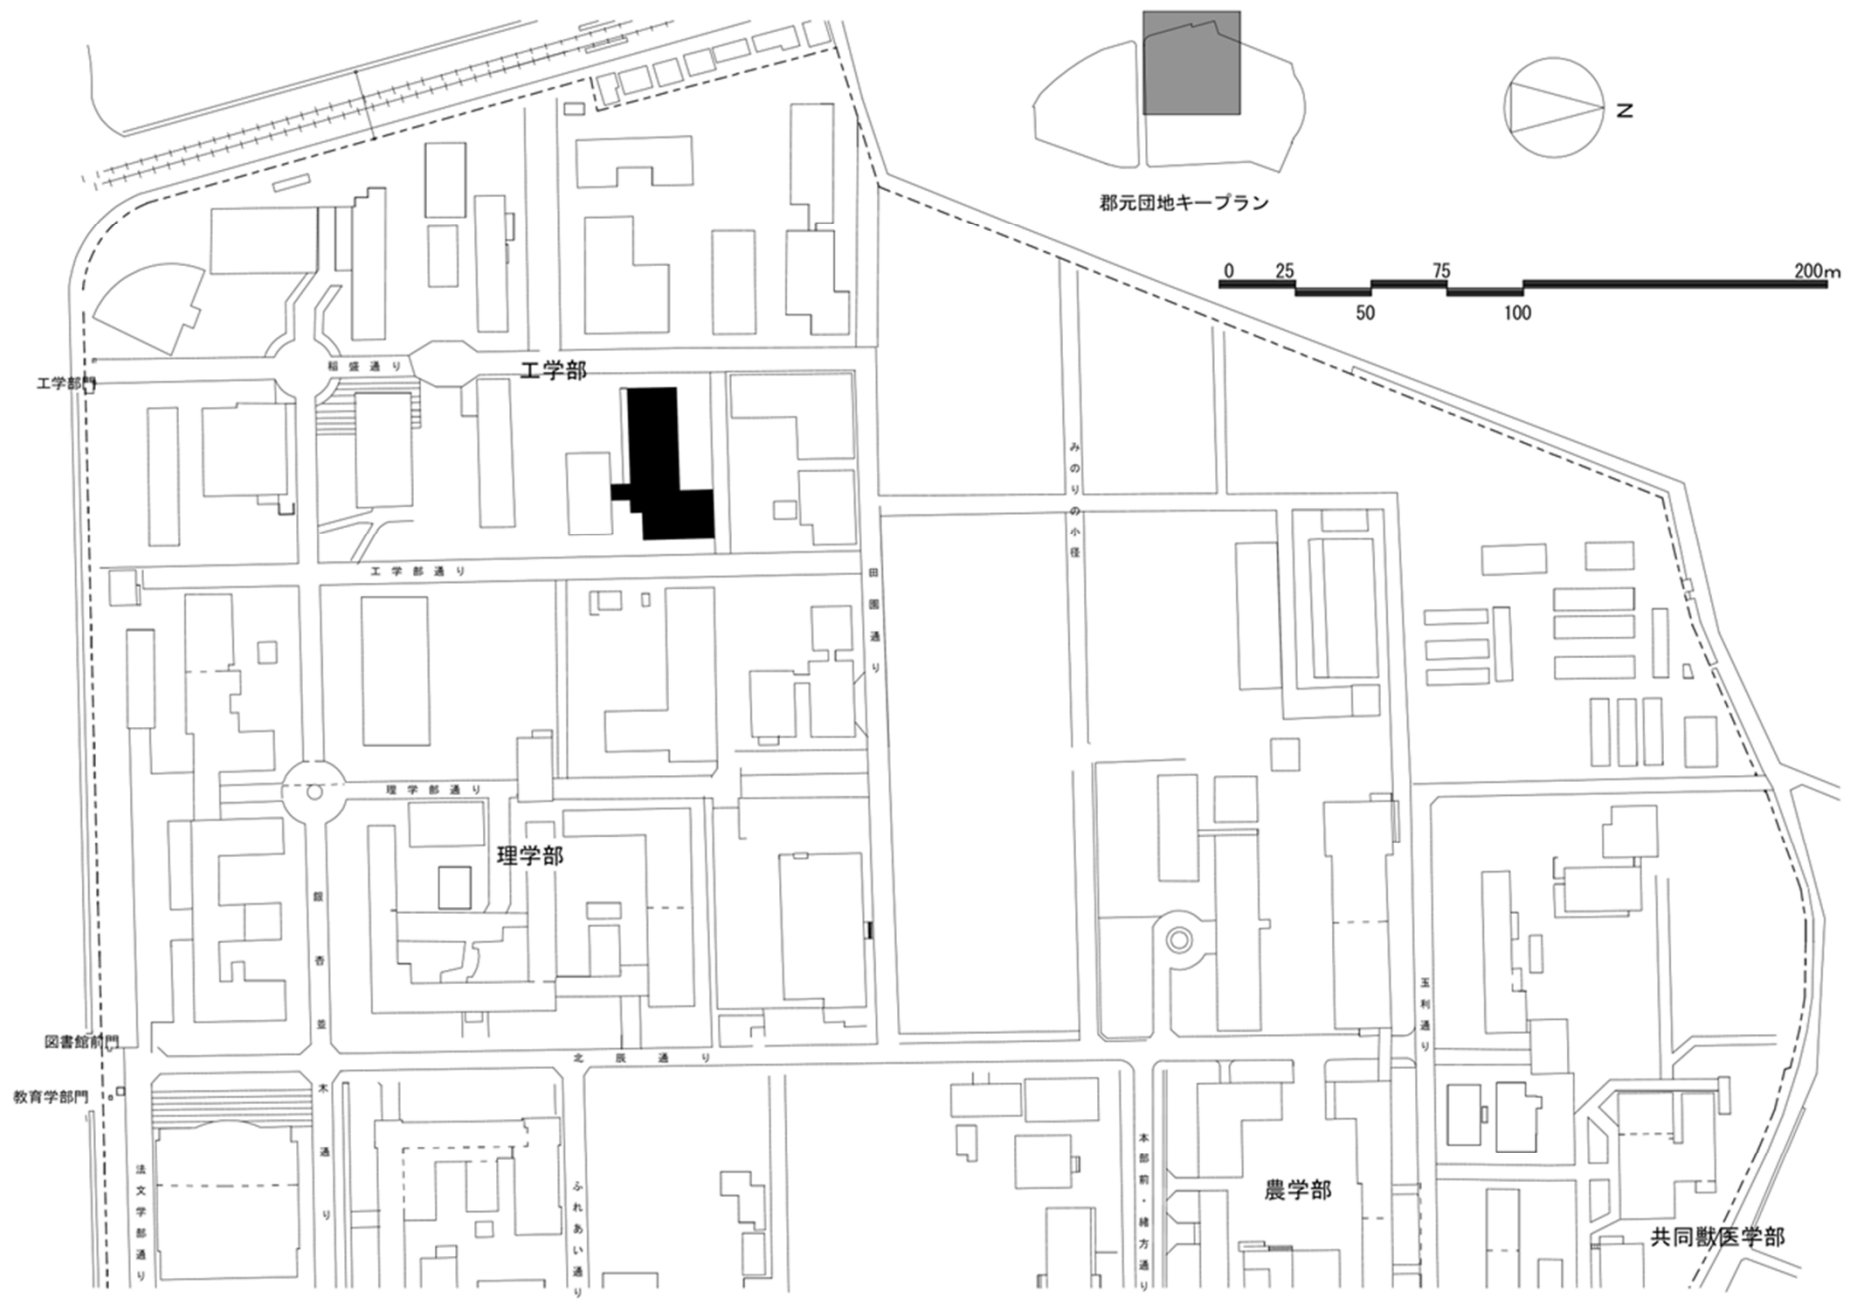 N
郡元団地キープラン
0 25 75 200m
50 100
稲盛通り
工学部
工学部門
みのりの小径
工学部通り
田園通り
理学部通り
理学部
銀杏並木通り
玉利通り
図書館前門
北辰通り
教育学部門
法文学部通り
ふれあい通り
本部前・緒方通り
農学部
共同獣医学部